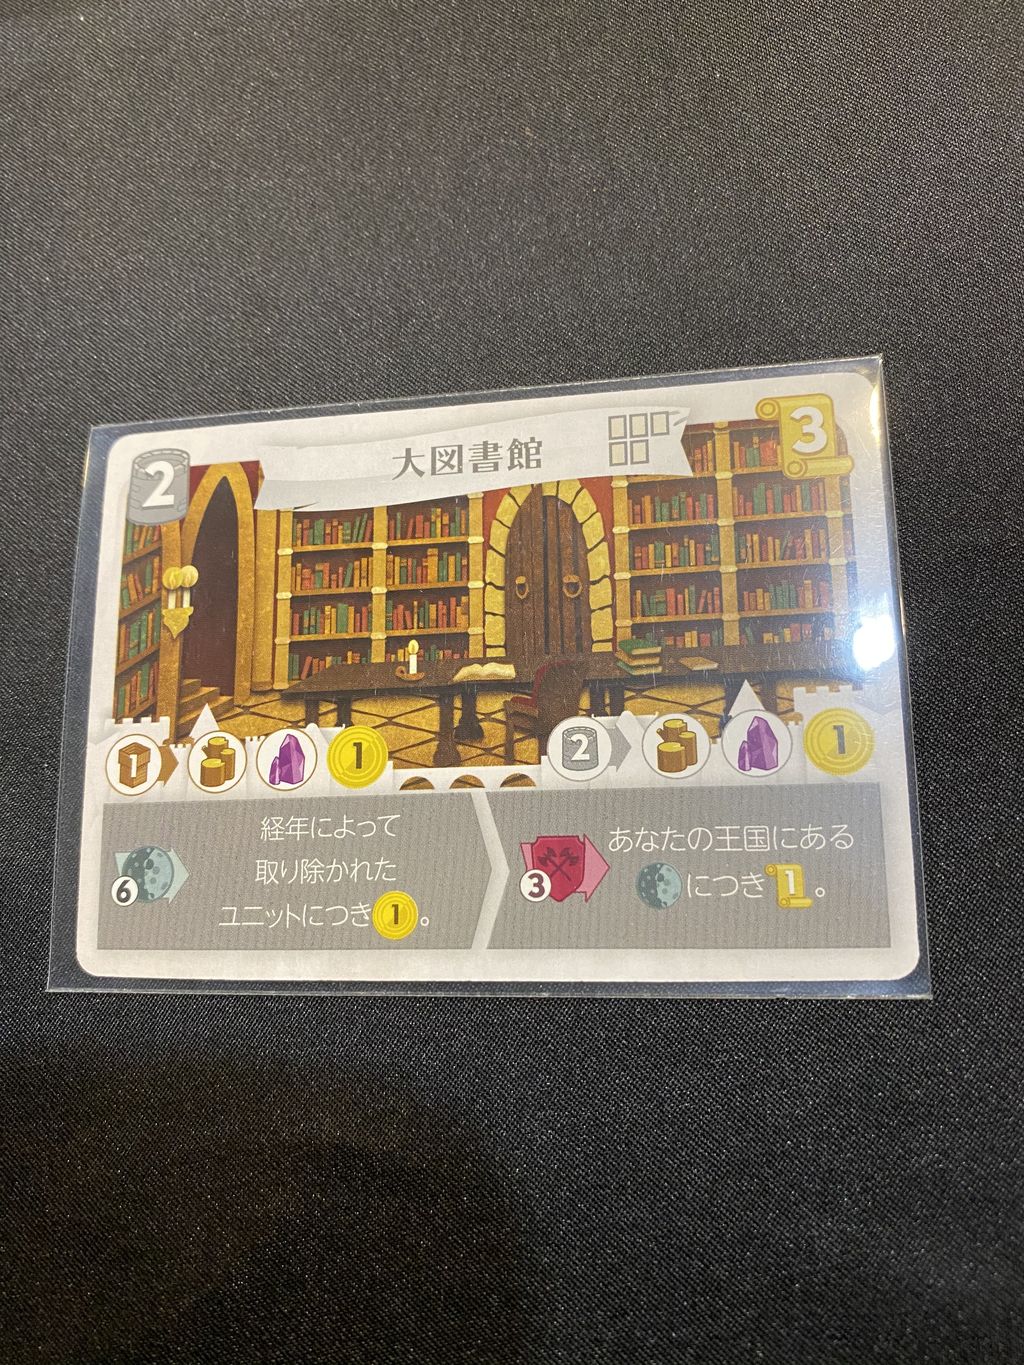 2
大図書館
3
1
1
2
1
6
経年によって
取り除かれた
ユニットにつき1。
3
あなたの王国にある
につき1。